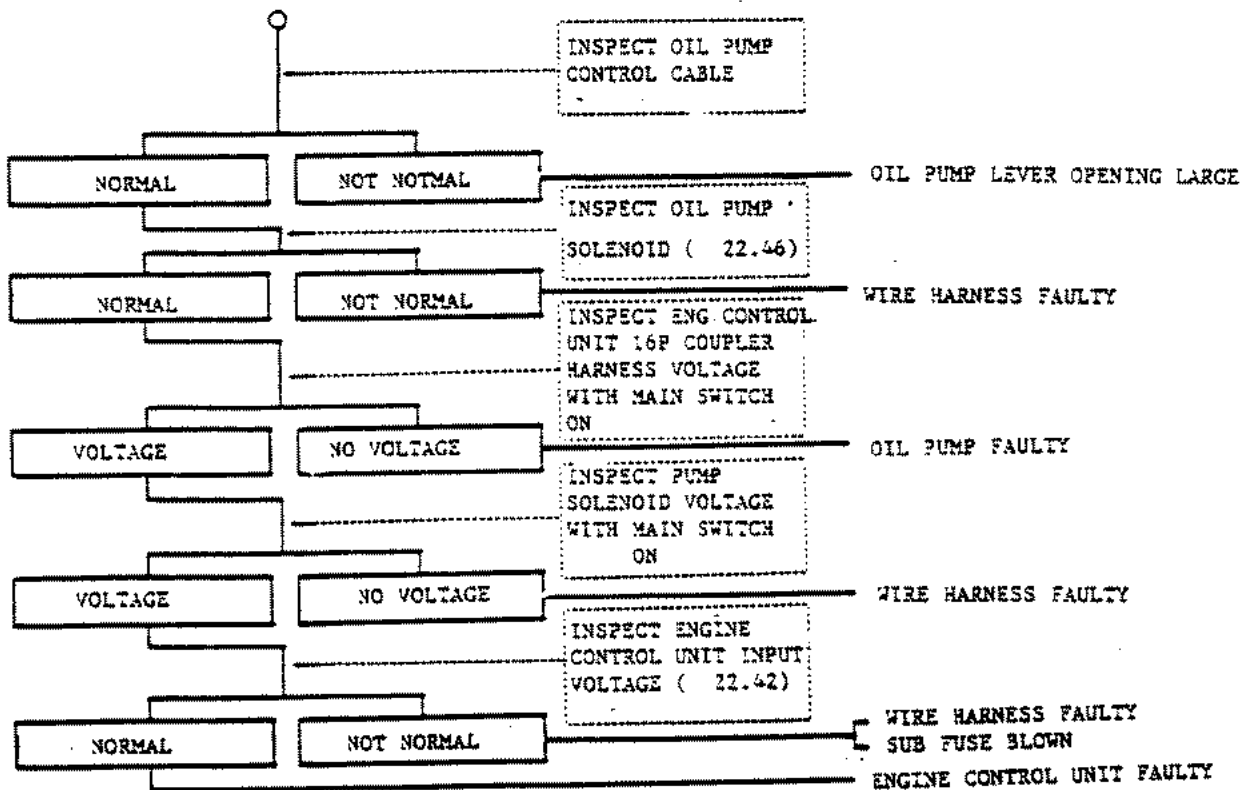 INSPECT OIL PUMP
CONTROL CABLE
NORMAL
NOT NOTMAL
OIL PUMP LEVER OPENING LARGE
INSPECT OIL PUMP
SOLENOID ( 22.46)
NORMAL
NOT NORMAL
WIRE HARNESS FAULTY
INSPECT ENG CONTROL
UNIT 16P COUPLER
HARNESS VOLTAGE
WITH MAIN SWITCH
ON
VOLTAGE
NO VOLTAGE
OIL PUMP FAULTY
INSPECT PUMP
SOLENOID VOLTAGE
WITH MAIN SWITCH
ON
VOLTAGE
NO VOLTAGE
WIRE HARNESS FAULTY
INSPECT ENGINE
CONTROL UNIT INPUT
VOLTAGE ( 22.42)
NORMAL
NOT NORMAL
WIRE HARNESS FAULTY
SUB FUSE BLOWN
ENGINE CONTROL UNIT FAULTY